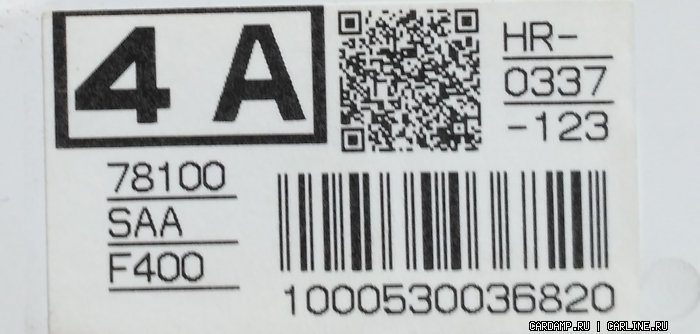 4 A
HR-
0337
-123
78100
SAA
F400
1000530036820
CARDAMP.RU | CARLINE.RU